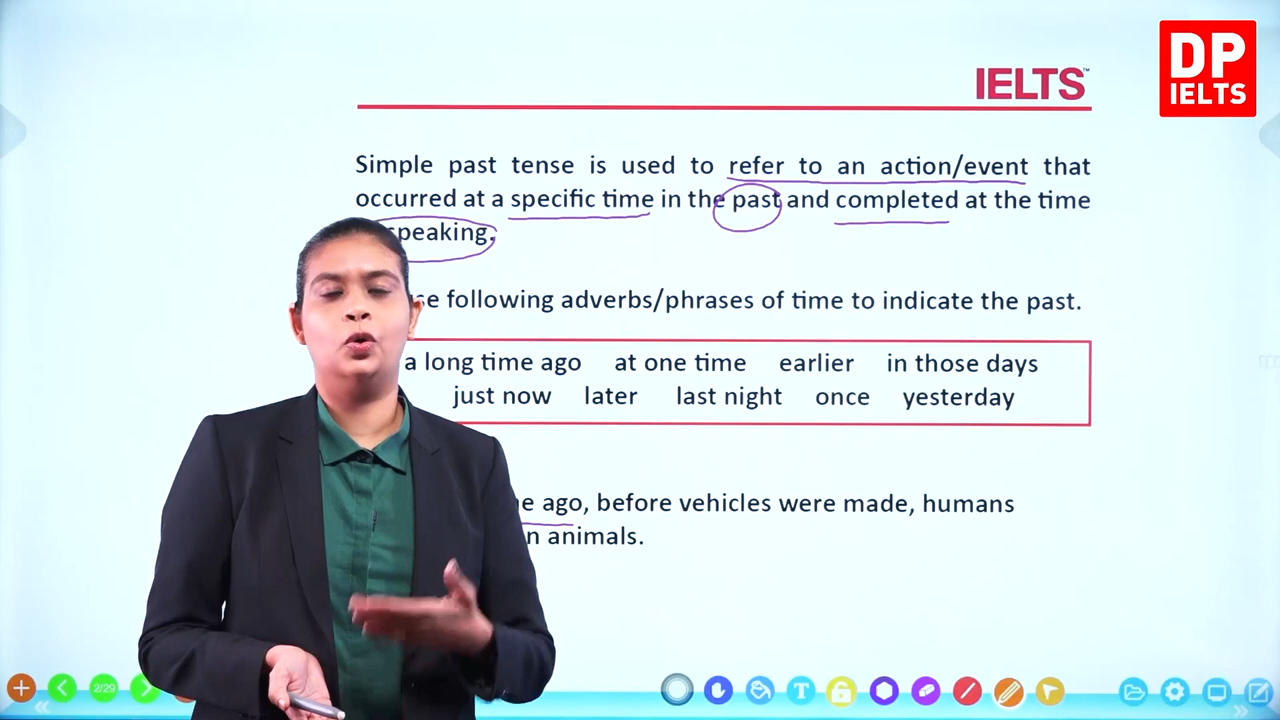 DP
IELTS
IELTS™
Simple past tense is used to refer to an action/event that
occurred at a specific time in the past and completed at the time
speaking.
following adverbs/phrases of time to indicate the past.
a long time ago at one time earlier in those days
just now later last night once yesterday
ago, before vehicles were made, humans
animals.
2/29